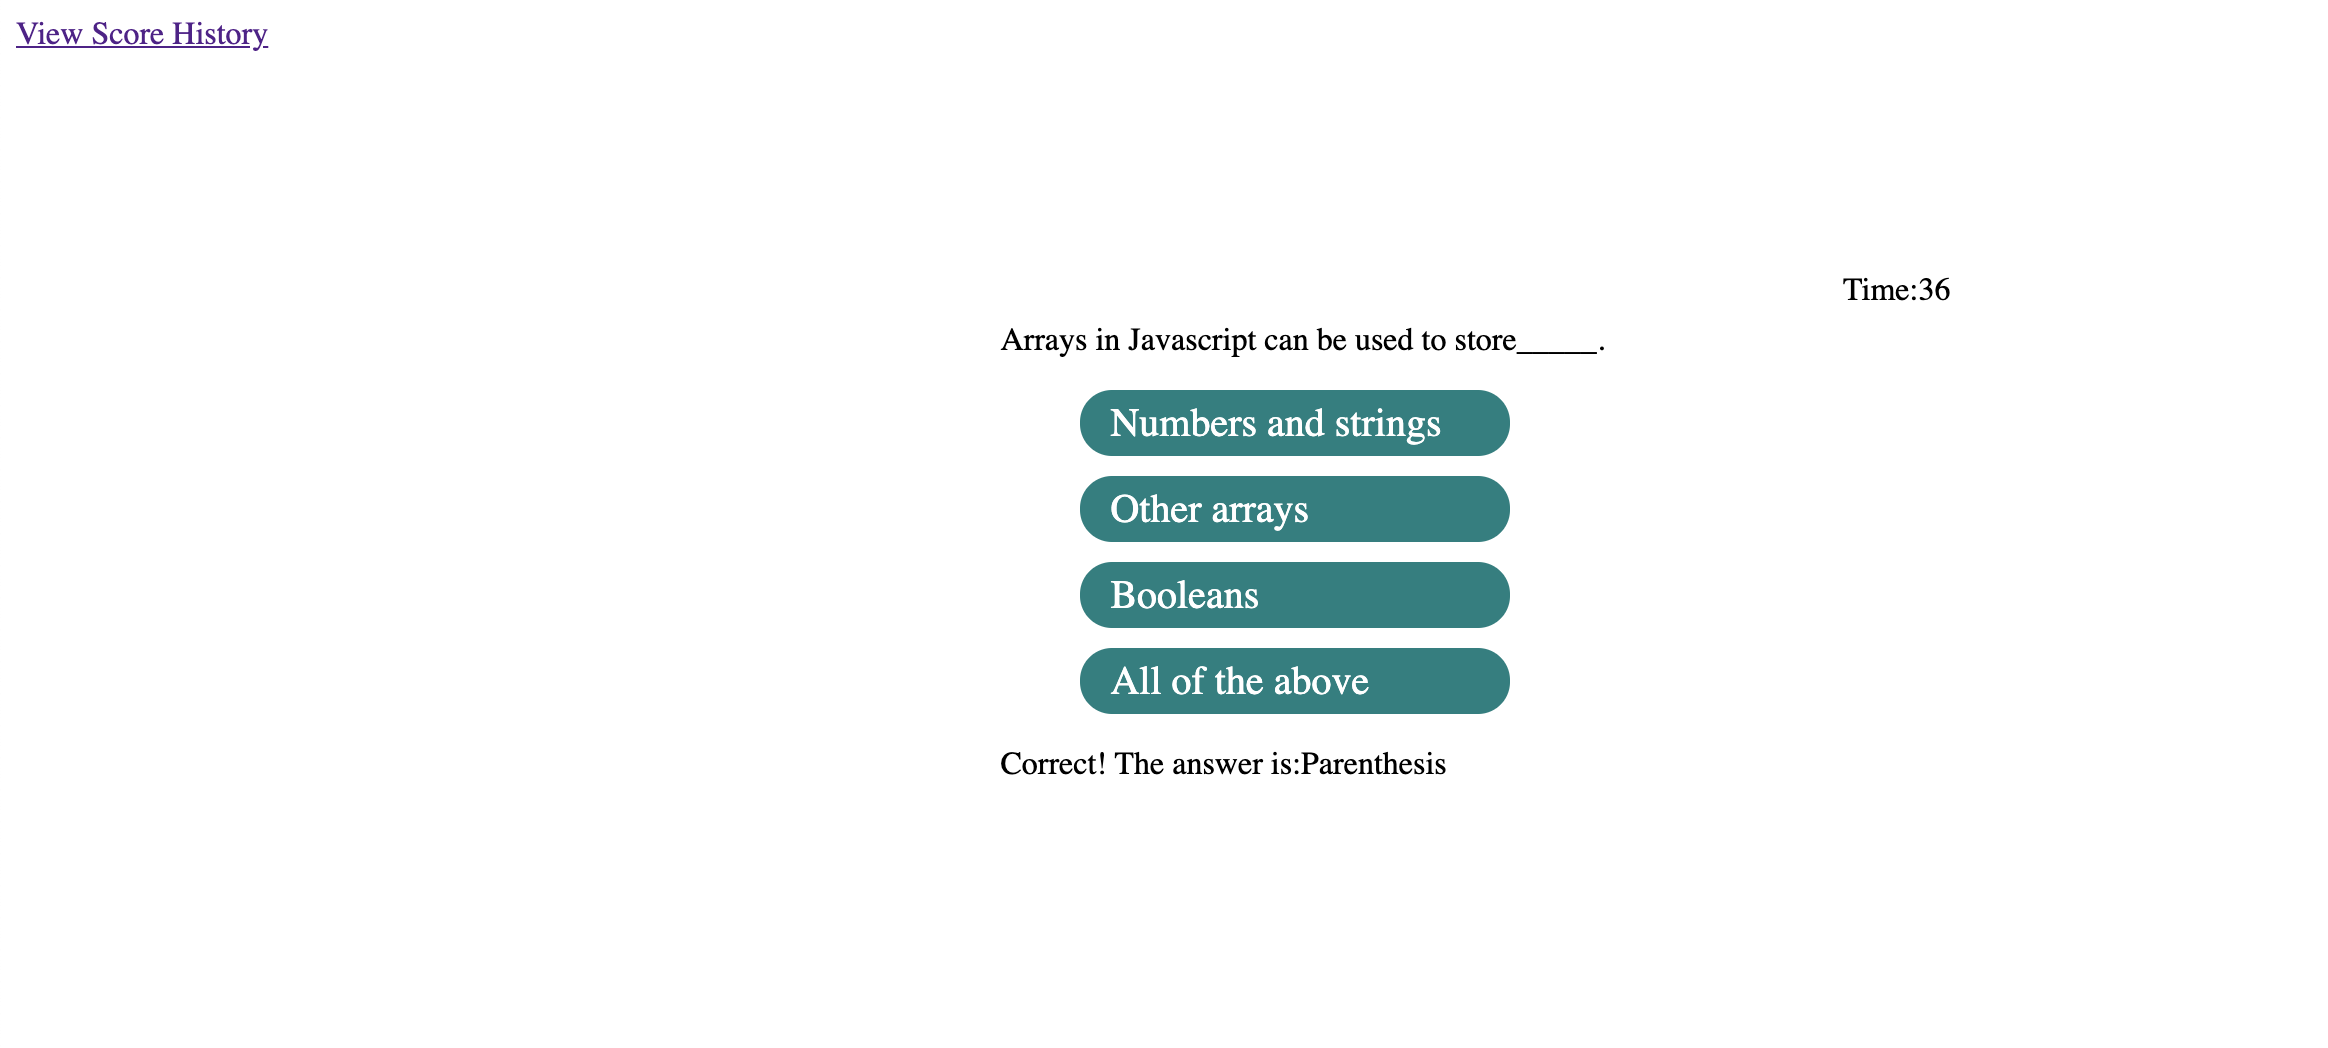 View Score History
Time:36
Arrays in Javascript can be used to store_____.
Numbers and strings
Other arrays
Booleans
All of the above
Correct! The answer is:Parenthesis